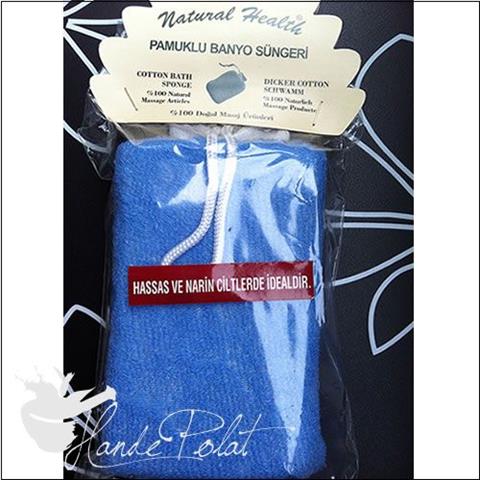 Natural Health®
PAMUKLU BANYO SÜNGERİ
COTTON BATH
SPONGE
%100 Natural
Massage Articles
DICKER COTTON
SCHWAMM
%100 Natürlich
Massage Products
%100 Doğal Masaj Ürünleri
HASSAS VE NARİN CİLTLERDE İDEALDİR.
Hande Polat